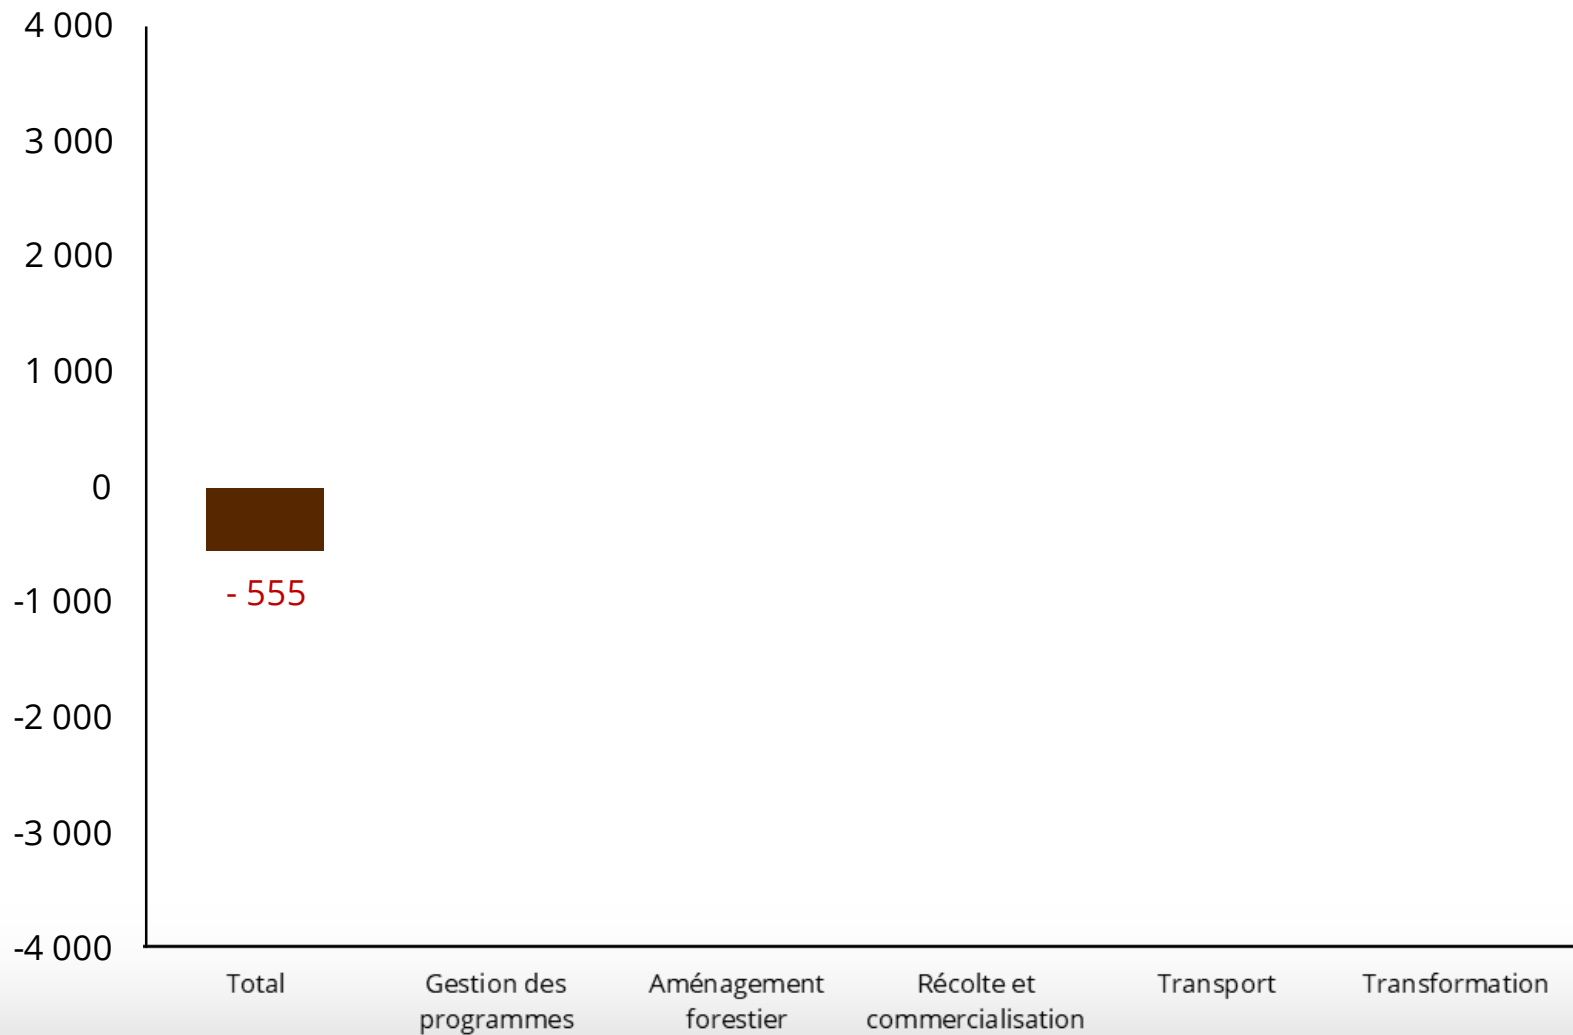 4 000
3 000
2 000
1 000
0
-1 000
-2 000
-3 000
-4 000
- 555
Total
Gestion des
programmes
Aménagement
forestier
Récolte et
commercialisation
Transport
Transformation